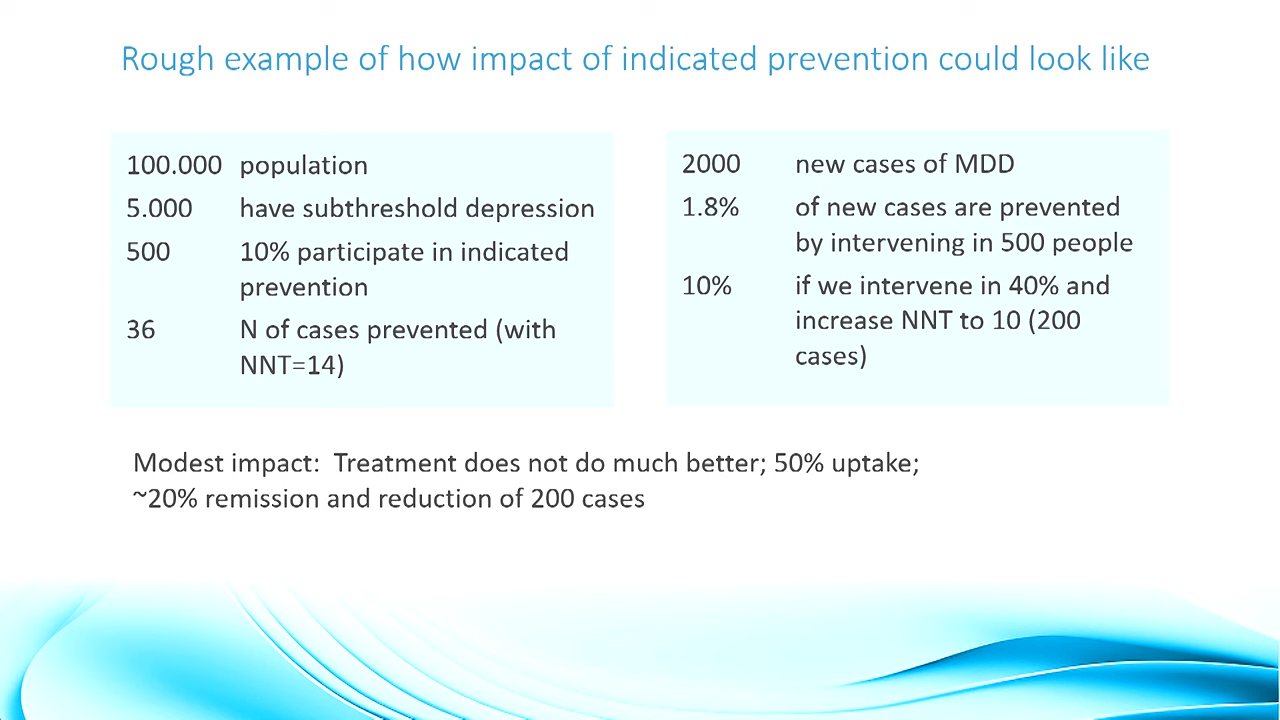 Rough example of how impact of indicated prevention could look like
100.000 population
5.000 have subthreshold depression
500 10% participate in indicated
prevention
36 N of cases prevented (with
NNT=14)
2000 new cases of MDD
1.8% of new cases are prevented
by intervening in 500 people
10% if we intervene in 40% and
increase NNT to 10 (200
cases)
Modest impact: Treatment does not do much better; 50% uptake;
~20% remission and reduction of 200 cases